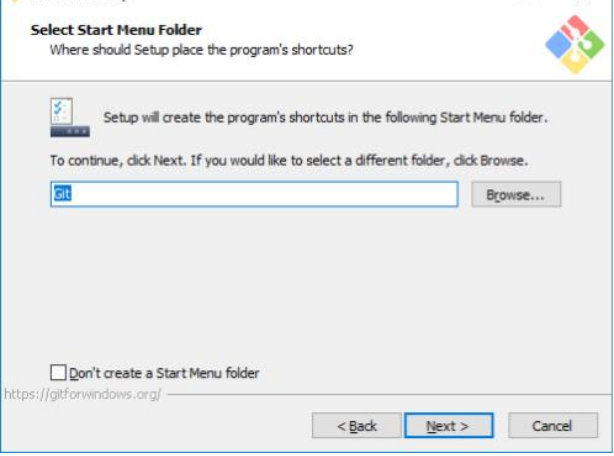 Select Start Menu Folder
Where should Setup place the program's shortcuts?
Setup will create the program's shortcuts in the following Start Menu folder.
To continue, click Next. If you would like to select a different folder, click Browse.
Git
Browse...
Don't create a Start Menu folder
https://gitforwindows.org/
< Back
Next >
Cancel